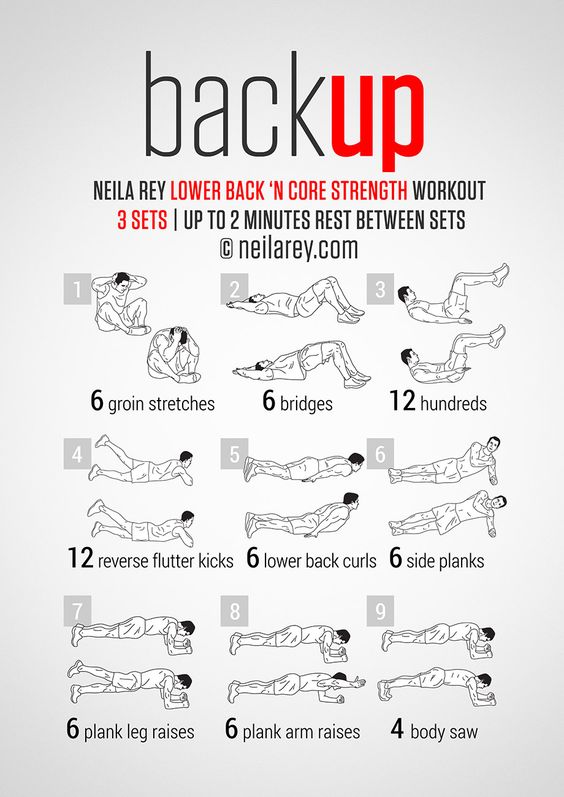 backup
NEILA REY LOWER BACK ‘N CORE STRENGTH WORKOUT
3 SETS | UP TO 2 MINUTES REST BETWEEN SETS
© neilarey.com
1
2
3
6 groin stretches
6 bridges
12 hundreds
4
5
6
12 reverse flutter kicks
6 lower back curls
6 side planks
7
8
9
6 plank leg raises
6 plank arm raises
4 body saw